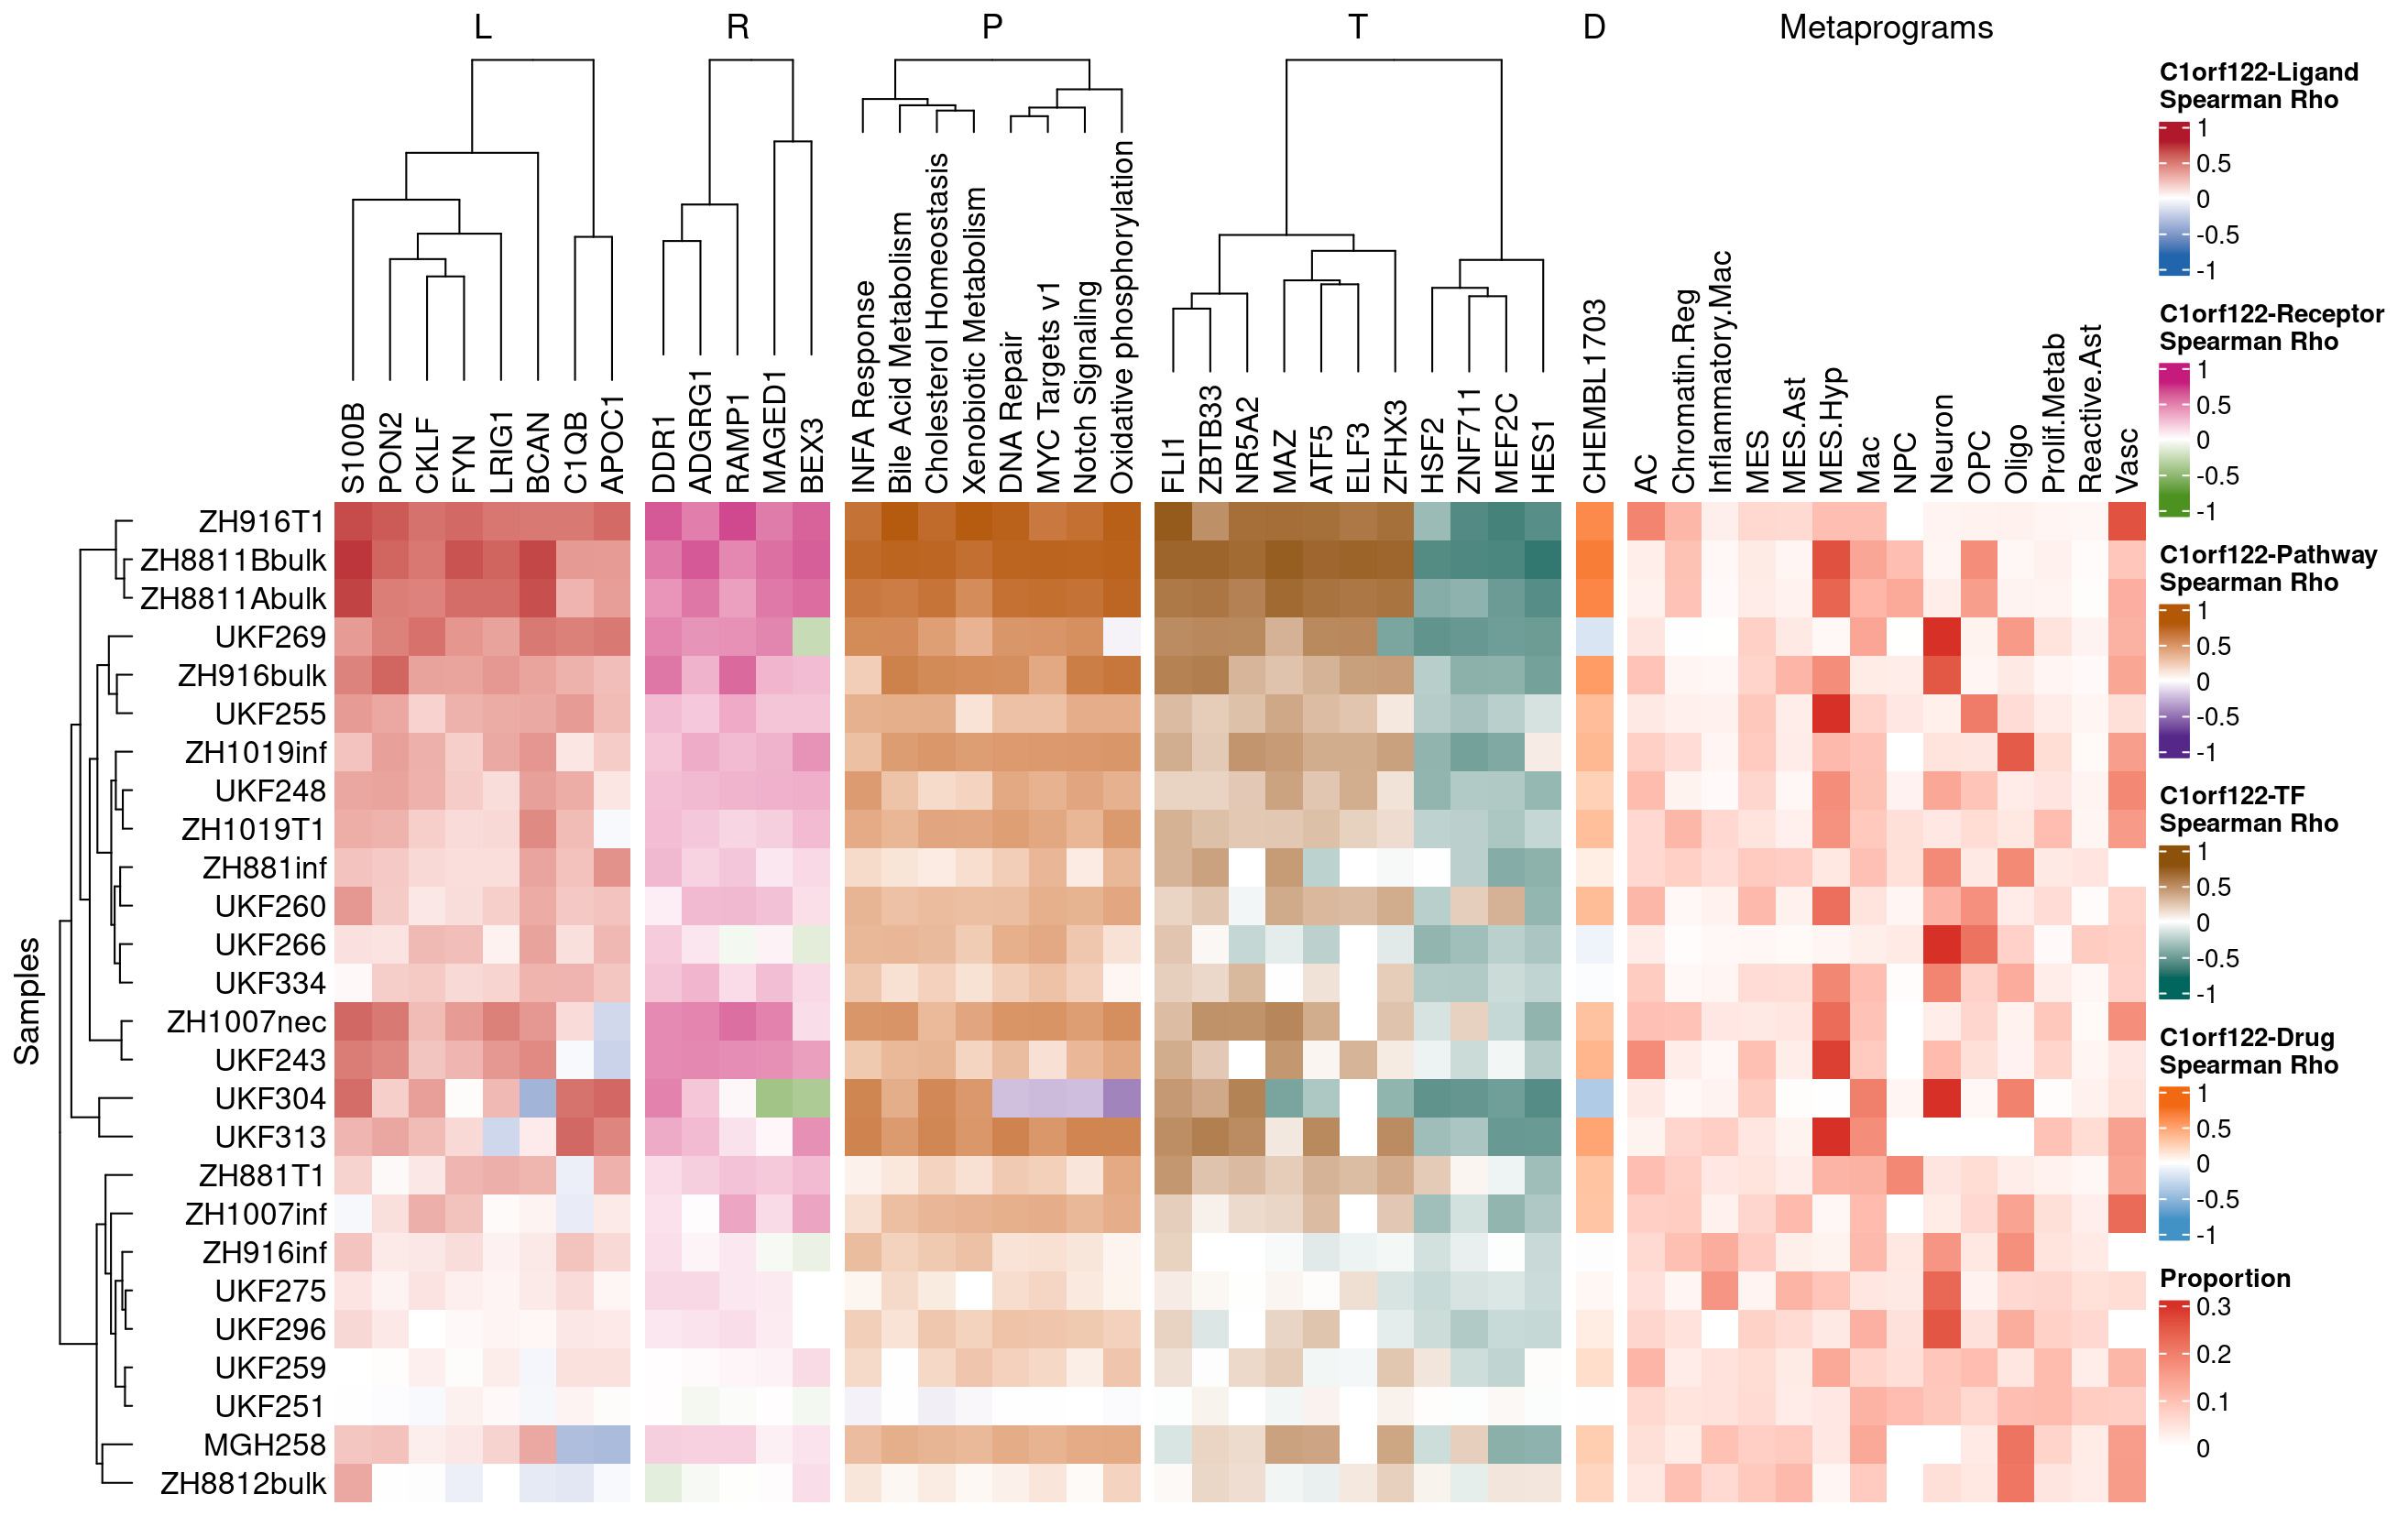 L
R
P
T
D
Metaprograms
S100B
PON2
CKLF
FYN
LRIG1
BCAN
C1QB
APOC1
DDR1
ADGRG1
RAMP1
MAGED1
BEX3
INFA Response
Bile Acid Metabolism
Cholesterol Homeostasis
Xenobiotic Metabolism
DNA Repair
MYC Targets v1
Notch Signaling
Oxidative phosphorylation
FLI1
ZBTB33
NR5A2
MAZ
ATF5
ELF3
ZFHX3
HSF2
ZNF711
MEF2C
HES1
CHEMBL1703
AC
Chromatin.Reg
Inflammatory.Mac
MES
MES.Ast
MES.Hyp
Mac
NPC
Neuron
OPC
Oligo
Prolif.Metab
Reactive.Ast
Vasc
Samples
ZH916T1
ZH8811Bbulk
ZH8811Abulk
UKF269
ZH916bulk
UKF255
ZH1019inf
UKF248
ZH1019T1
ZH881inf
UKF260
UKF266
UKF334
ZH1007nec
UKF243
UKF304
UKF313
ZH881T1
ZH1007inf
ZH916inf
UKF275
UKF296
UKF259
UKF251
MGH258
ZH8812bulk
C1orf122-Ligand
Spearman Rho
1
0.5
0
-0.5
-1
C1orf122-Receptor
Spearman Rho
1
0.5
0
-0.5
-1
C1orf122-Pathway
Spearman Rho
1
0.5
0
-0.5
-1
C1orf122-TF
Spearman Rho
1
0.5
0
-0.5
-1
C1orf122-Drug
Spearman Rho
1
0.5
0
-0.5
-1
Proportion
0.3
0.2
0.1
0